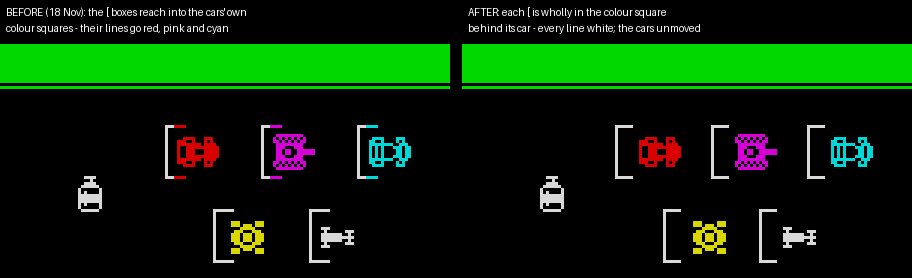 BEFORE (18 Nov): the [ boxes reach into the cars' own
colour squares - their lines go red, pink and cyan
AFTER: each [ is wholly in the colour square
behind its car - every line white; the cars unmoved